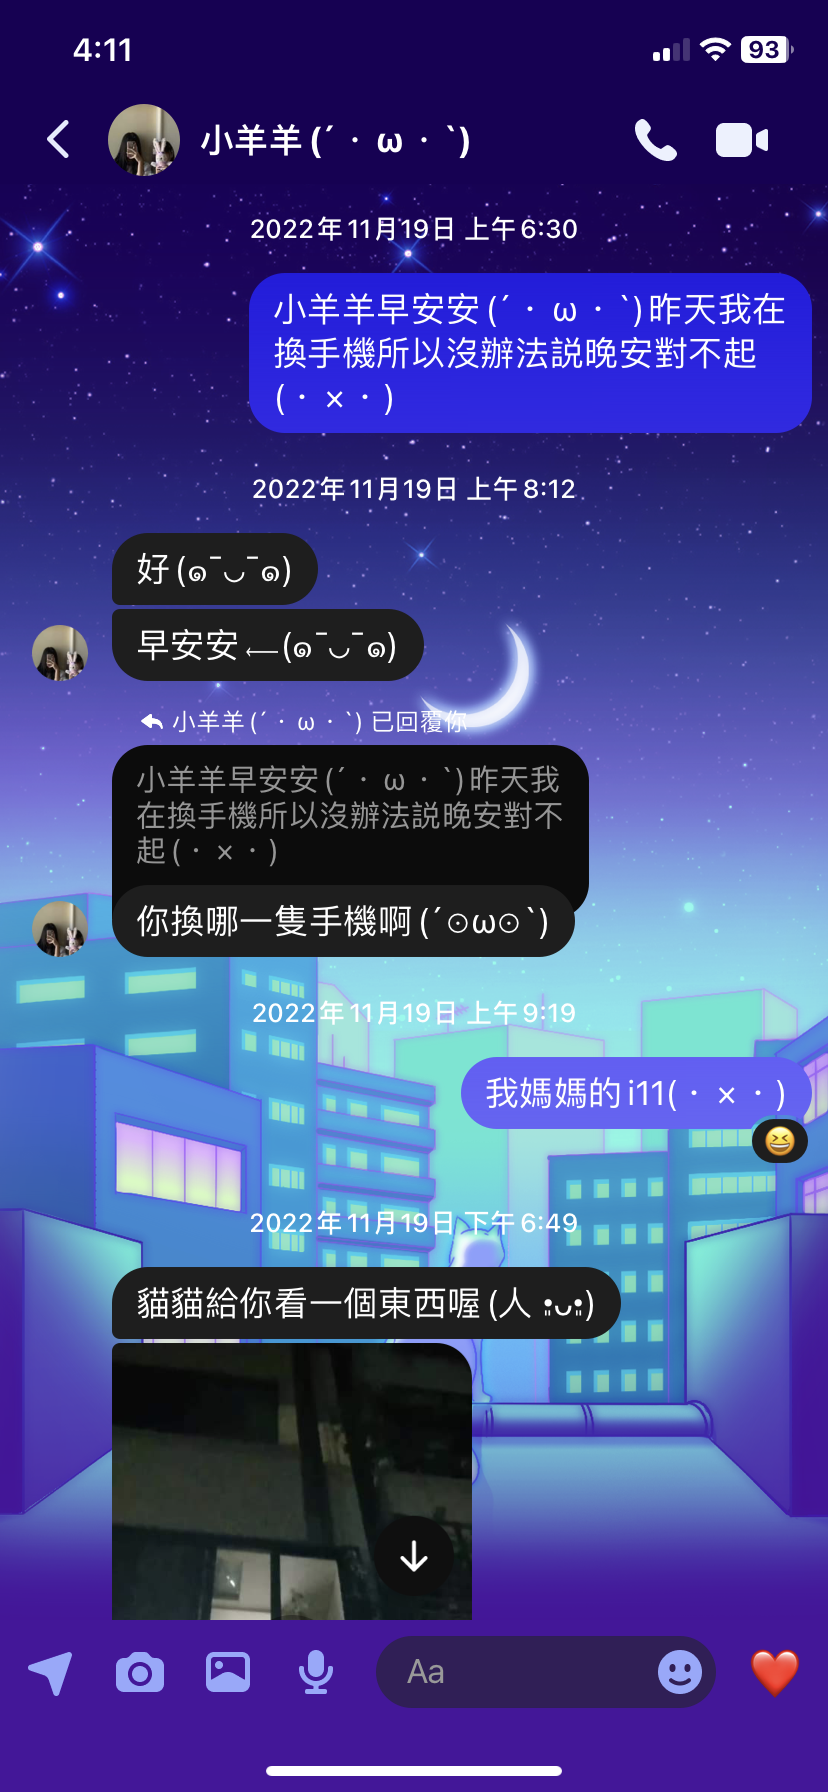 4:11
93
小羊羊(´・ω・`)
2022年11月19日 上午6:30
小羊羊早安安(´・ω・`)昨天我在
換手機所以沒辦法説晚安對不起
(・×・)
2022年11月19日 上午8:12
好(๑¯◡¯๑)
早安安⟵(๑¯◡¯๑)
小羊羊(´・ω・`) 已回覆你
小羊羊早安安(´・ω・`)昨天我
在換手機所以沒辦法説晚安對不
起(・×・)
你換哪一隻手機啊(´⊙ω⊙`)
2022年11月19日 上午9:19
我媽媽的i11(・×・)
2022年11月19日 下午6:49
貓貓給你看一個東西喔(人 •͈ᴗ•͈)
Aa